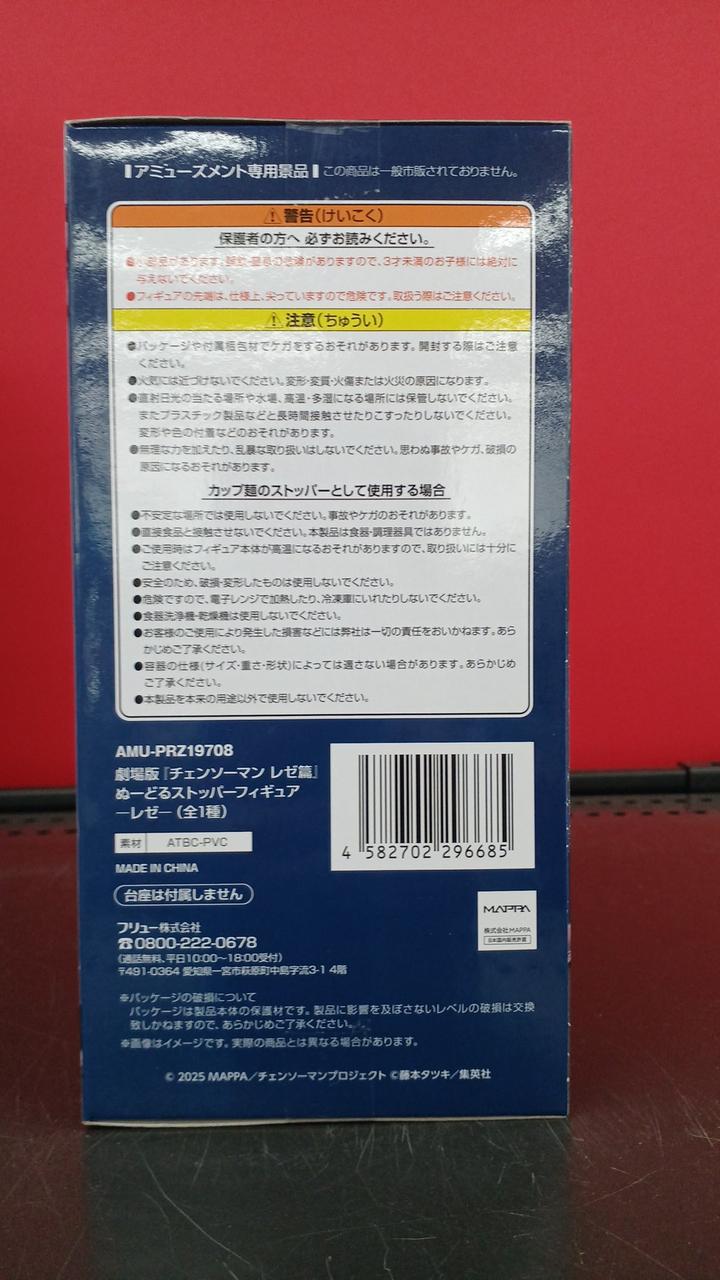 アミューズメント専用景品 この商品は一般市販されておりません。
⚠警告(けいこく)
保護者の方へ 必ずお読みください。
●小部品があります。誤飲・窒息の危険がありますので、3才未満のお子様には絶対に
与えないでください。
●フィギュアの先端は、仕様上、尖っていますので危険です。取扱う際はご注意ください。
⚠注意(ちゅうい)
●パッケージや付属梱包材でケガをするおそれがあります。開封する際はご注意
ください。
●火気には近づけないでください。変形・変質・火傷または火災の原因になります。
●直射日光の当たる場所や水場、高温・多湿になる場所には保管しないでください。
またプラスチック製品などと長時間接触させたりこすったりしないでください。
変形や色の付着などのおそれがあります。
●無理な力を加えたり、乱暴な取り扱いはしないでください。思わぬ事故やケガ、破損の
原因になるおそれがあります。
カップ麺のストッパーとして使用する場合
●不安定な場所では使用しないでください。事故やケガのおそれがあります。
●直接食品と接触させないでください。本製品は食器・調理器具ではありません。
●ご使用時はフィギュア本体が高温になるおそれがありますので、取り扱いには十分に
ご注意ください。
●安全のため、破損・変形したものは使用しないでください。
●危険ですので、電子レンジで加熱したり、冷凍庫にいれたりしないでください。
●食器洗浄機・乾燥機は使用しないでください。
●お客様のご使用により発生した損害などには弊社は一切の責任をおいかねます。あら
かじめご了承ください。
●容器の仕様(サイズ・重さ・形状)によっては適さない場合があります。あらかじめ
ご了承ください。
●本製品を本来の用途以外で使用しないでください。
AMU-PRZ19708
劇場版『チェンソーマン レゼ篇』
ぬーどるストッパーフィギュア
―レゼ―(全1種)
素材 ATBC-PVC
MADE IN CHINA
台座は付属しません
4 582702 296685
MAPPA
株式会社MAPPA
日本国内販売許諾
フリュー株式会社
☎0800-222-0678
(通話無料、平日10:00〜18:00受付)
〒491-0364 愛知県一宮市萩原町中島字流3-1 4階
※パッケージの破損について
パッケージは製品本体の保護材です。製品に影響を及ぼさないレベルの破損は交換
致しかねますので、あらかじめご了承ください。
※画像はイメージです。実際の商品とは異なる場合があります。
© 2025 MAPPA/チェンソーマンプロジェクト ©藤本タツキ/集英社